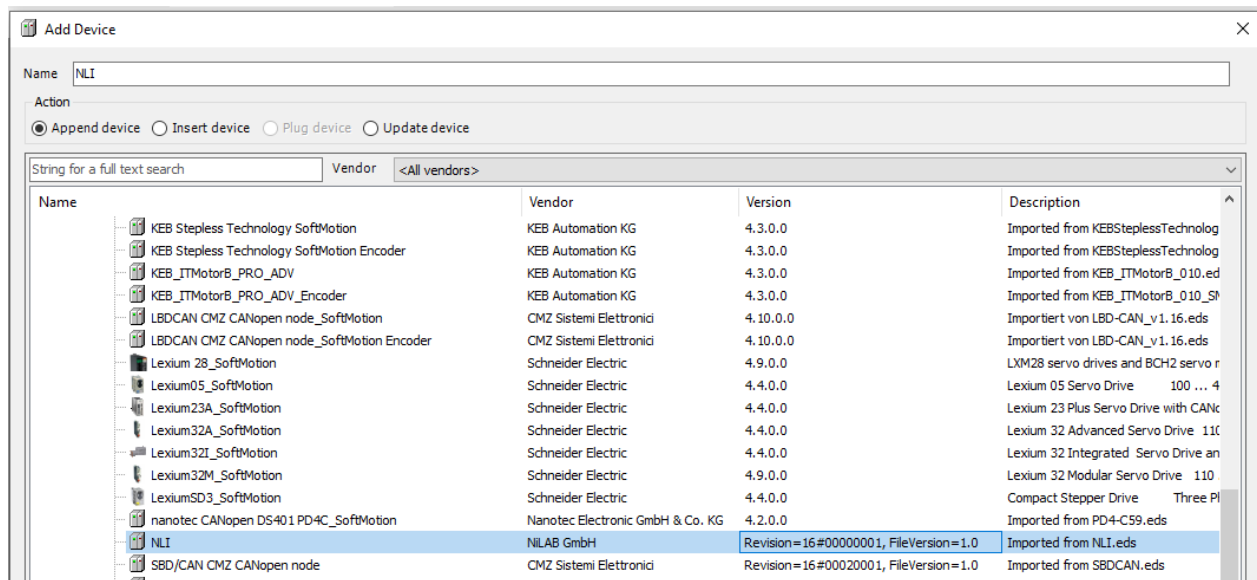 Add Device
Name NLI
Action
Append device Insert device Plug device Update device
String for a full text search Vendor <All vendors>
Name Vendor Version Description
KEB Stepless Technology SoftMotion KEB Automation KG 4.3.0.0 Imported from KEBSteplessTechnolog
KEB Stepless Technology SoftMotion Encoder KEB Automation KG 4.3.0.0 Imported from KEBSteplessTechnolog
KEB_ITMotorB_PRO_ADV KEB Automation KG 4.3.0.0 Imported from KEB_ITMotorB_010.ed
KEB_ITMotorB_PRO_ADV_Encoder KEB Automation KG 4.3.0.0 Imported from KEB_ITMotorB_010_SM
LBDCAN CMZ CANopen node_SoftMotion CMZ Sistemi Elettronici 4.10.0.0 Importiert von LBD-CAN_v1.16.eds
LBDCAN CMZ CANopen node_SoftMotion Encoder CMZ Sistemi Elettronici 4.10.0.0 Importiert von LBD-CAN_v1.16.eds
Lexium 28_SoftMotion Schneider Electric 4.9.0.0 LXM28 servo drives and BCH2 servo
Lexium05_SoftMotion Schneider Electric 4.4.0.0 Lexium 05 Servo Drive 100 ... 4
Lexium23A_SoftMotion Schneider Electric 4.4.0.0 Lexium 23 Plus Servo Drive with CANo
Lexium32A_SoftMotion Schneider Electric 4.4.0.0 Lexium 32 Advanced Servo Drive 110
Lexium32I_SoftMotion Schneider Electric 4.4.0.0 Lexium 32 Integrated Servo Drive an
Lexium32M_SoftMotion Schneider Electric 4.9.0.0 Lexium 32 Modular Servo Drive 110
LexiumSD3_SoftMotion Schneider Electric 4.4.0.0 Compact Stepper Drive Three Ph
nanotec CANopen DS401 PD4C_SoftMotion Nanotec Electronic GmbH & Co. KG 4.2.0.0 Imported from PD4-C59.eds
NLI NiLAB GmbH Revision=16#00000001, FileVersion=1.0 Imported from NLI.eds
SBD/CAN CMZ CANopen node CMZ Sistemi Elettronici Revision=16#00020001, FileVersion=1.0 Imported from SBDCAN.eds